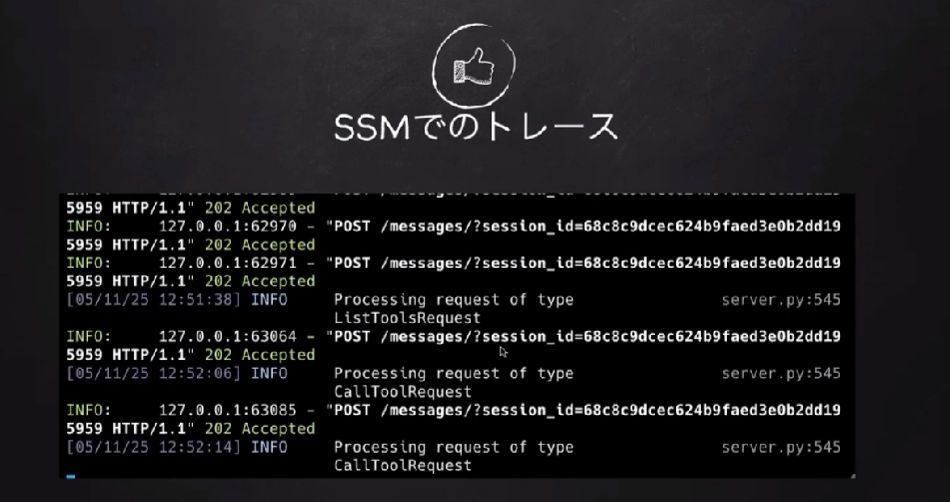 SSMでのトレース
5959 HTTP/1.1" 202 Accepted
INFO:     127.0.0.1:62970 - "POST /messages/?session_id=68c8c9dcec624b9faed3e0b2dd19
5959 HTTP/1.1" 202 Accepted
INFO:     127.0.0.1:62971 - "POST /messages/?session_id=68c8c9dcec624b9faed3e0b2dd19
5959 HTTP/1.1" 202 Accepted
[05/11/25 12:51:38] INFO     Processing request of type     server.py:545
ListToolsRequest
INFO:     127.0.0.1:63064 - "POST /messages/?session_id=68c8c9dcec624b9faed3e0b2dd19
5959 HTTP/1.1" 202 Accepted
[05/11/25 12:52:06] INFO     Processing request of type     server.py:545
CallToolRequest
INFO:     127.0.0.1:63085 - "POST /messages/?session_id=68c8c9dcec624b9faed3e0b2dd19
5959 HTTP/1.1" 202 Accepted
[05/11/25 12:52:14] INFO     Processing request of type     server.py:545
CallToolRequest